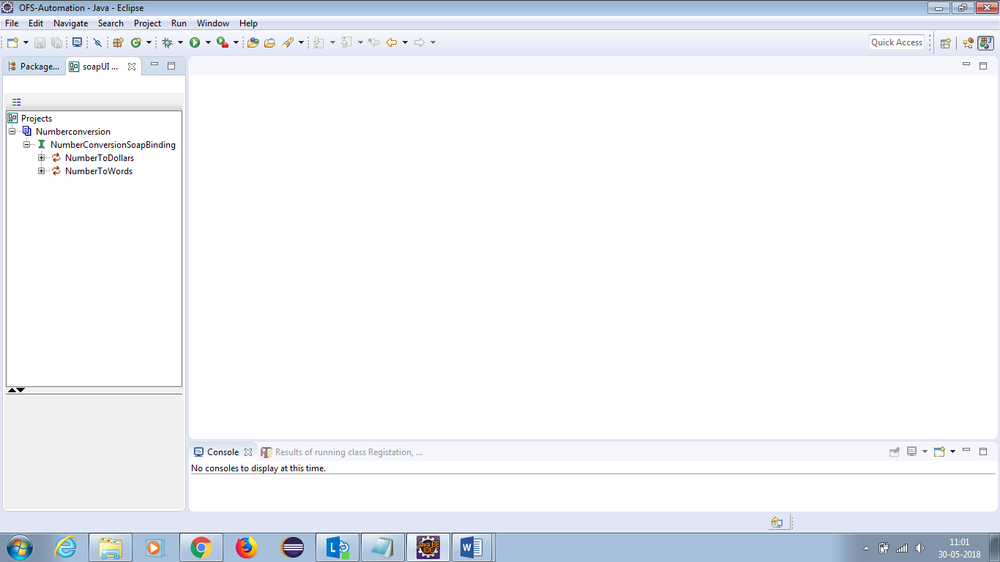 OFS-Automation - Java - Eclipse
File Edit Navigate Search Project Run Window Help
Quick Access
Package... soapUI ...
Projects
Numberconversion
NumberConversionSoapBinding
NumberToDollars
NumberToWords
Console Results of running class Registation, ...
No consoles to display at this time.
Java EE
IDE
11:01
30-05-2018